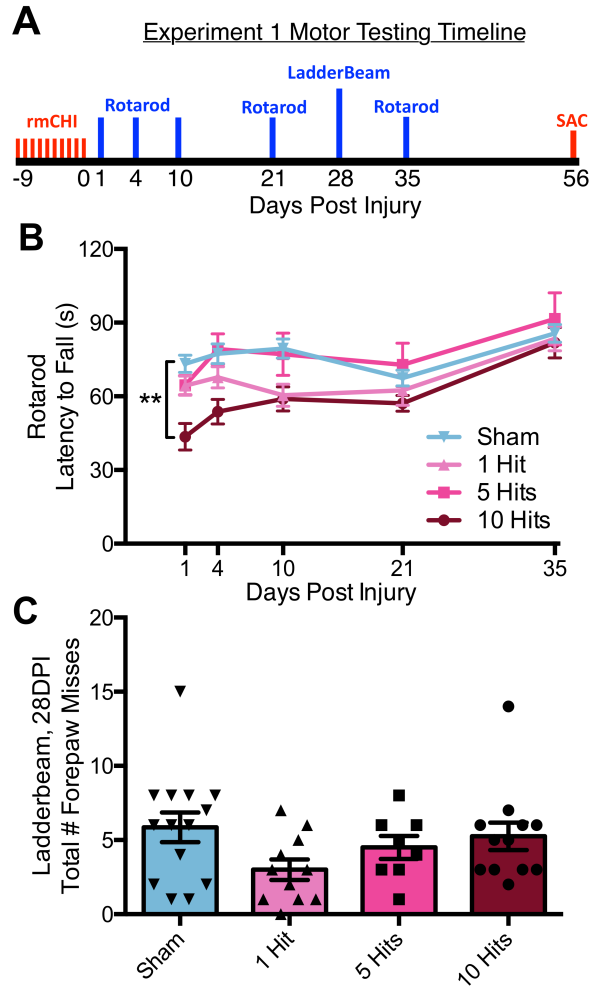 A
Experiment 1 Motor Testing Timeline
LadderBeam
rmCHI
Rotarod
Rotarod
Rotarod
SAC
-9 0 1 4 10 21 28 35 56
Days Post Injury
B
Rotarod
Latency to Fall (s)
120
90
60
30
0
**
Sham
1 Hit
5 Hits
10 Hits
1 4 10 21 35
Days Post Injury
C
Ladderbeam, 28DPI
Total # Forepaw Misses
20
15
10
5
0
Sham
1 Hit
5 Hits
10 Hits